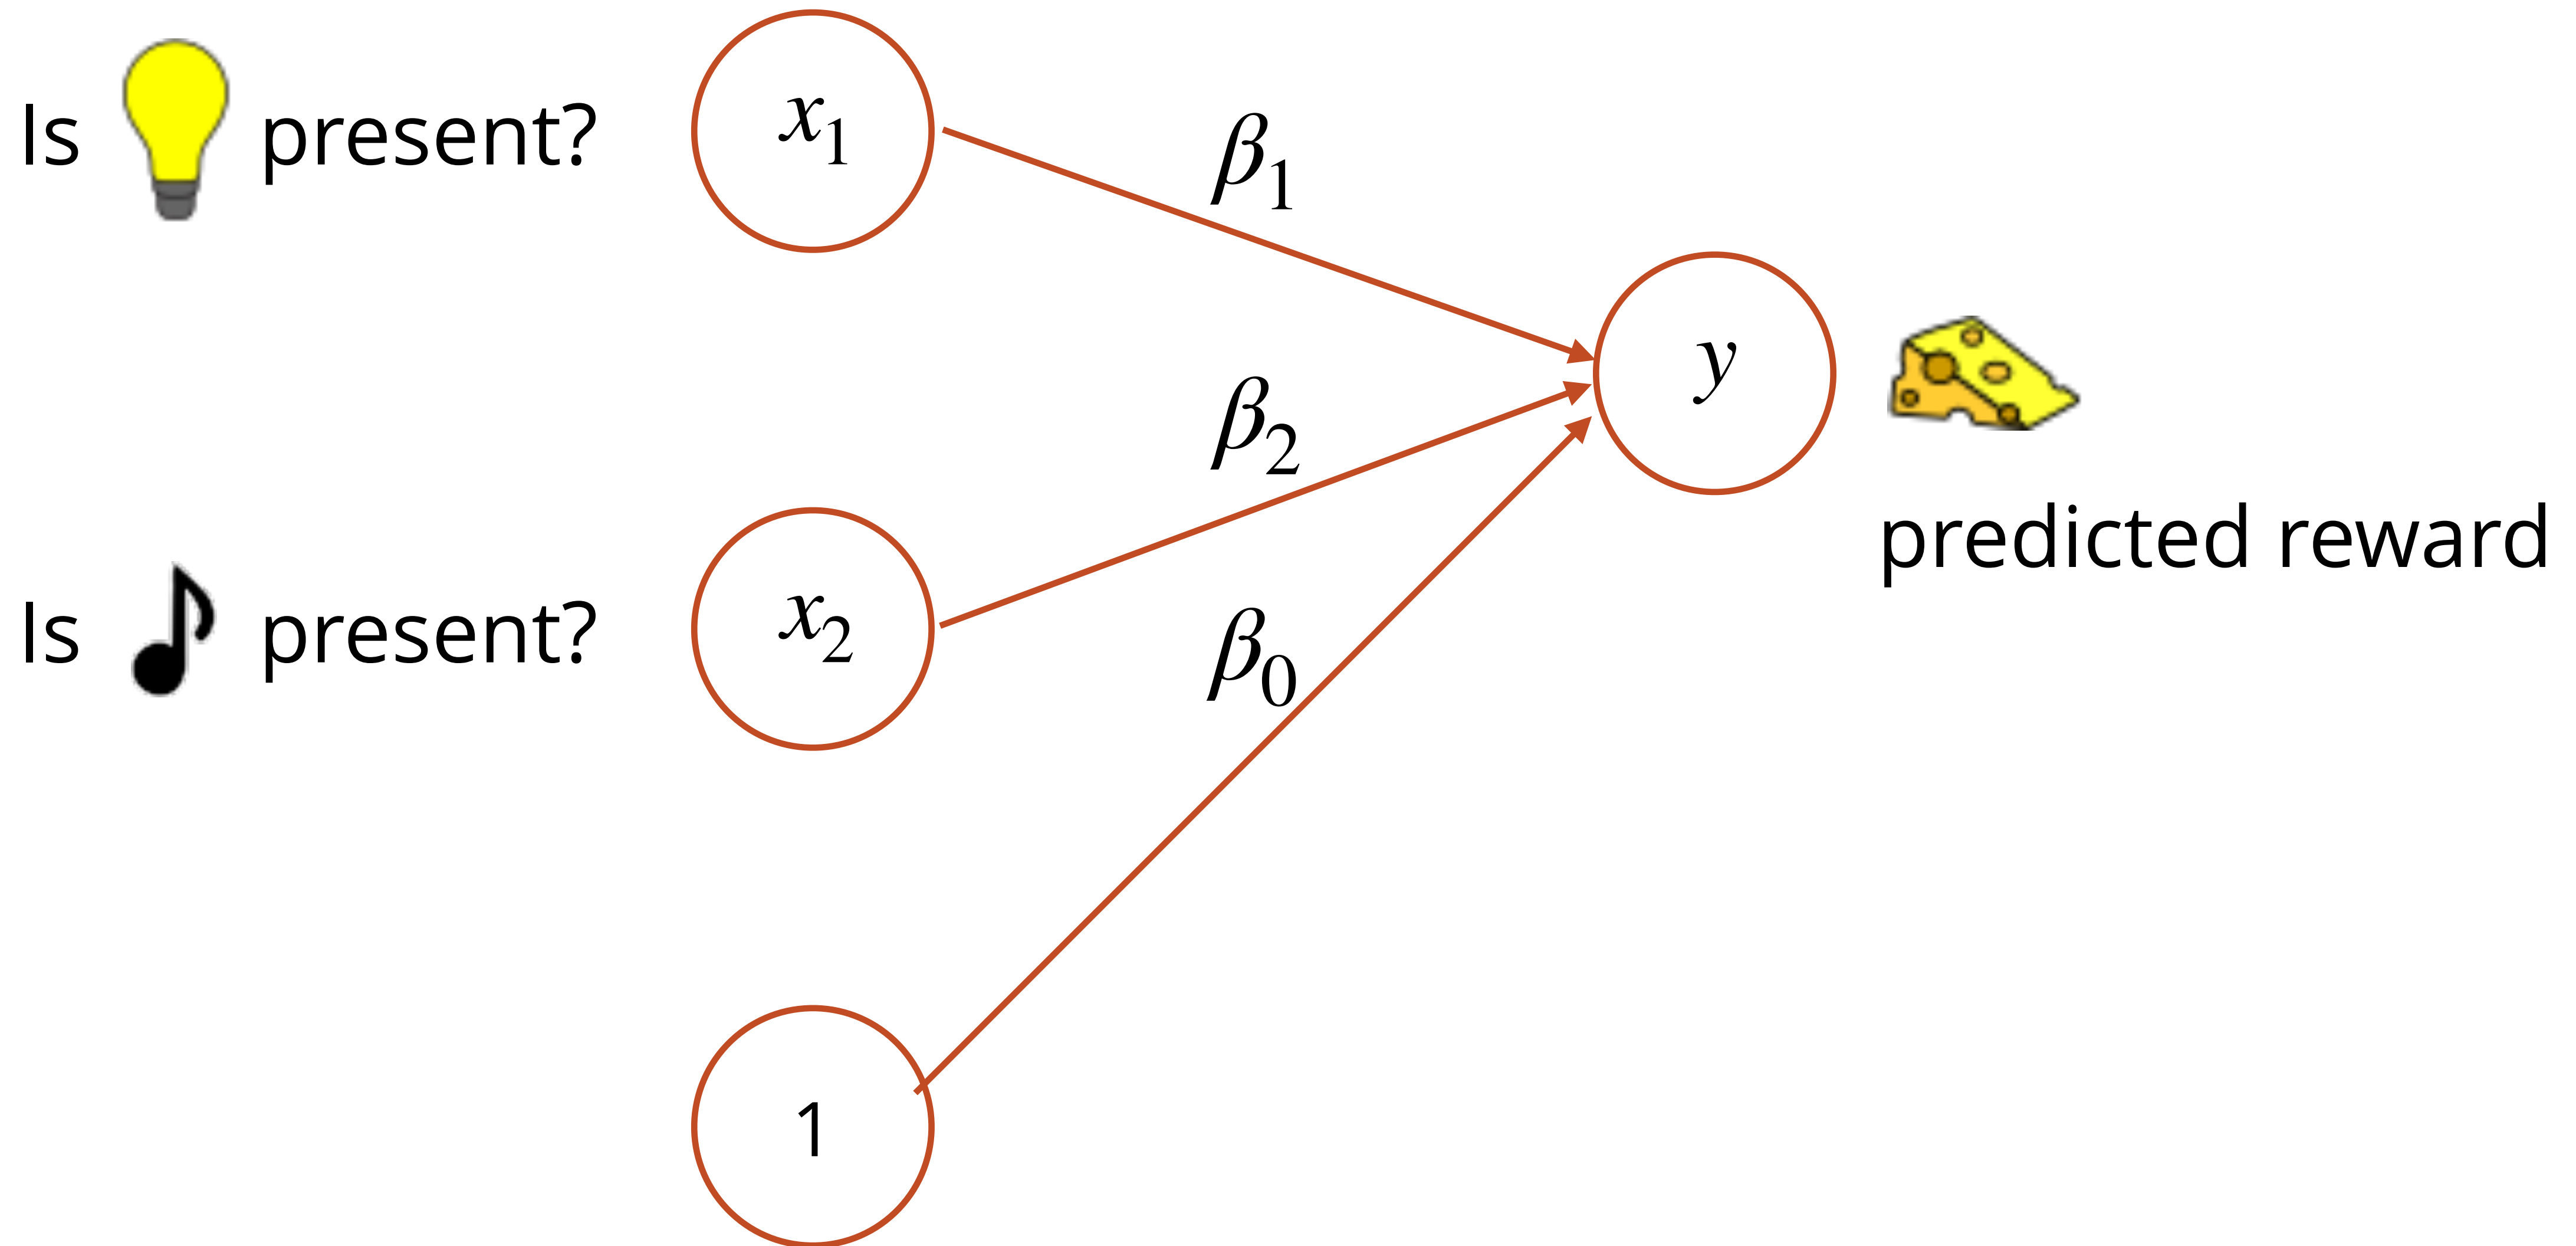 Is present?
x₁
β₁
y
predicted reward
β₂
Is present?
x₂
β₀
1